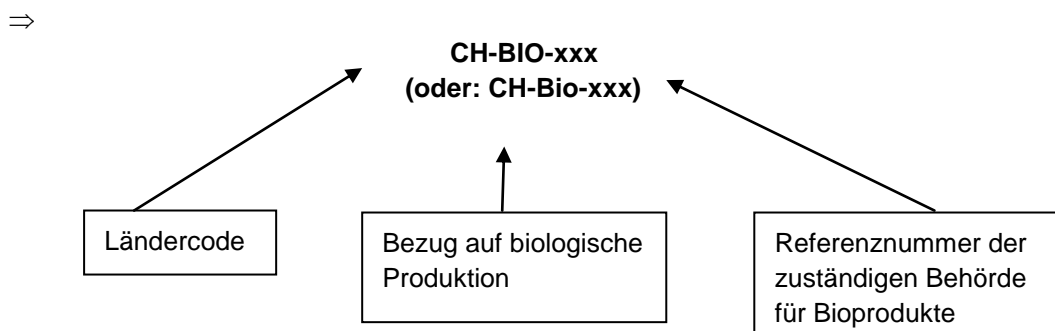 ⇒
CH-BIO-xxx
(oder: CH-Bio-xxx)
Ländercode
Bezug auf biologische
Produktion
Referenznummer der
zuständigen Behörde
für Bioprodukte